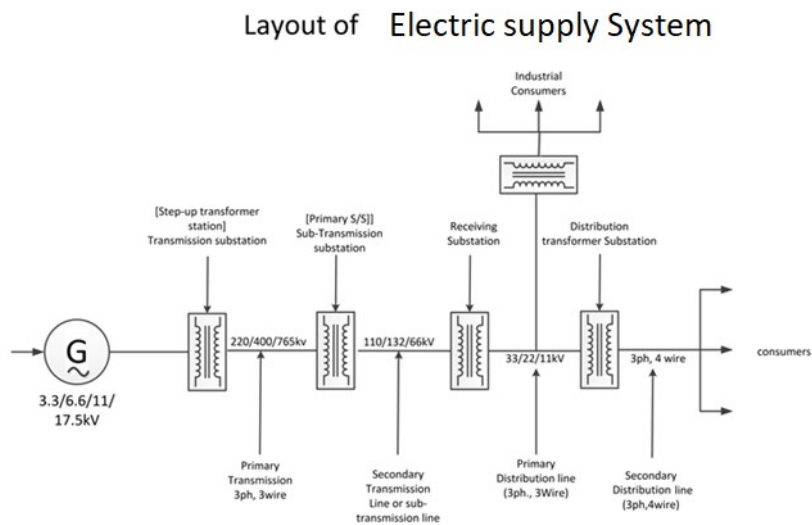 Layout of Electric supply System
Industrial
Consumers
[Step-up transformer
station]
Transmission substation
[Primary S/S]]
Sub-Transmission
substation
Receiving
Substation
Distribution
transformer Substation
G
3.3/6.6/11/
17.5kV
220/400/765kv
110/132/66kV
33/22/11kV
3ph, 4 wire
consumers
Primary
Transmission
3ph, 3wire
Secondary
Transmission
Line or sub-
transmission line
Primary
Distribution line
(3ph., 3Wire)
Secondary
Distribution line
(3ph,4wire)